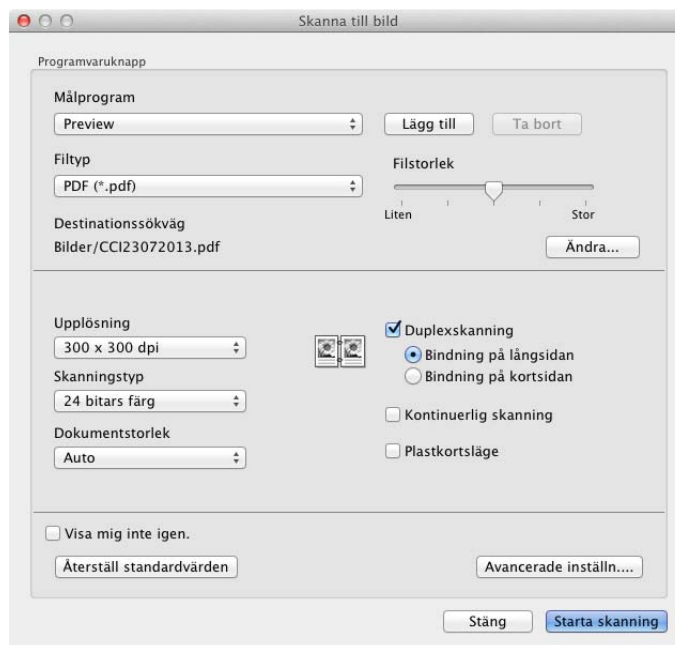 Skanna till bild
Programvaruknapp
Målprogram
Preview
Lägg till
Ta bort
Filtyp
PDF (*.pdf)
Filstorlek
Liten
Stor
Destinationssökväg
Bilder/CCI23072013.pdf
Ändra...
Upplösning
300 x 300 dpi
Skanningstyp
24 bitars färg
Dokumentstorlek
Auto
Duplexskanning
Bindning på långsidan
Bindning på kortsidan
Kontinuerlig skanning
Plastkortsläge
Visa mig inte igen.
Återställ standardvärden
Avancerade inställn....
Stäng
Starta skanning